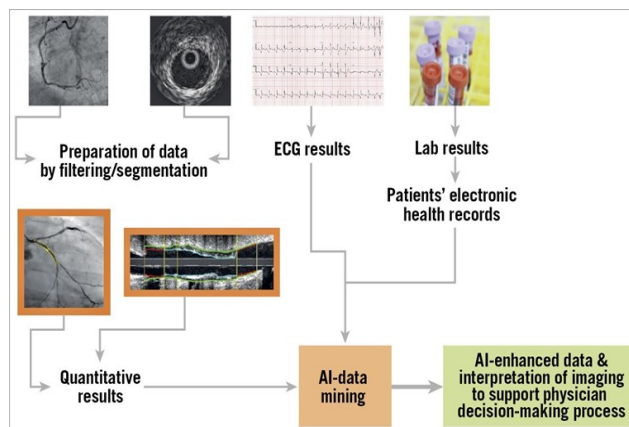 Preparation of data
by filtering/segmentation
ECG results
Lab results
Patients' electronic
health records
Quantitative
results
AI-data
mining
AI-enhanced data &
interpretation of imaging
to support physician
decision-making process